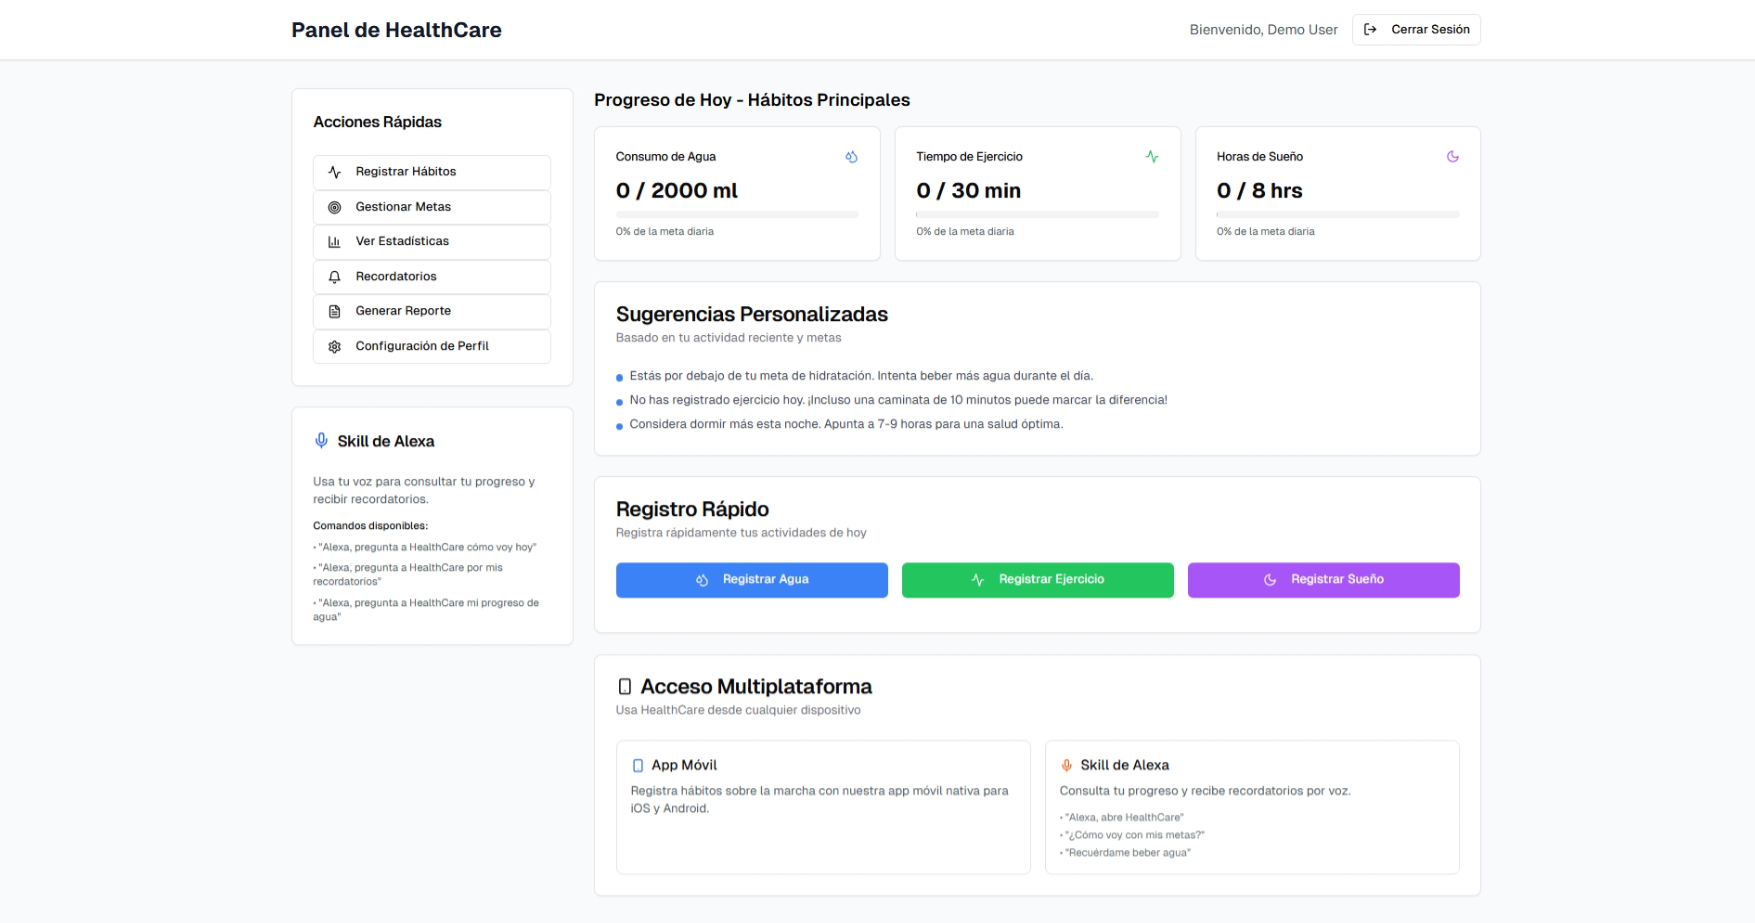 Panel de HealthCare
Bienvenido, Demo User
Cerrar Sesión
Acciones Rápidas
Registrar Hábitos
Gestionar Metas
Ver Estadísticas
Recordatorios
Generar Reporte
Configuración de Perfil
Skill de Alexa
Usa tu voz para consultar tu progreso y
recibir recordatorios.
Comandos disponibles:
• "Alexa, pregunta a HealthCare cómo voy hoy"
• "Alexa, pregunta a HealthCare por mis
recordatorios"
• "Alexa, pregunta a HealthCare mi progreso de
agua"
Progreso de Hoy - Hábitos Principales
Consumo de Agua
0 / 2000 ml
0% de la meta diaria
Tiempo de Ejercicio
0 / 30 min
0% de la meta diaria
Horas de Sueño
0 / 8 hrs
0% de la meta diaria
Sugerencias Personalizadas
Basado en tu actividad reciente y metas
Estás por debajo de tu meta de hidratación. Intenta beber más agua durante el día.
No has registrado ejercicio hoy. ¡Incluso una caminata de 10 minutos puede marcar la diferencia!
Considera dormir más esta noche. Apunta a 7-9 horas para una salud óptima.
Registro Rápido
Registra rápidamente tus actividades de hoy
Registrar Agua
Registrar Ejercicio
Registrar Sueño
Acceso Multiplataforma
Usa HealthCare desde cualquier dispositivo
App Móvil
Registra hábitos sobre la marcha con nuestra app móvil nativa para
iOS y Android.
Skill de Alexa
Consulta tu progreso y recibe recordatorios por voz.
• "Alexa, abre HealthCare"
• "¿Cómo voy con mis metas?"
• "Recuérdame beber agua"